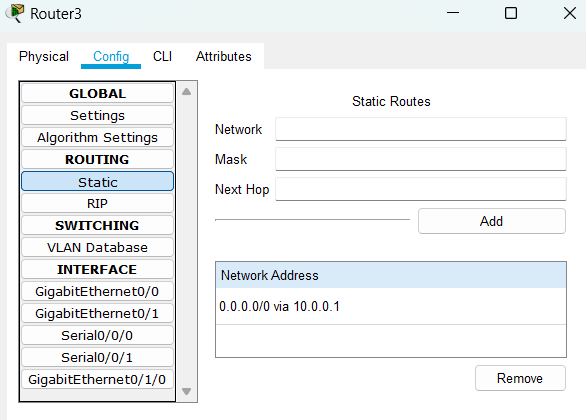 Router3
Physical Config CLI Attributes
GLOBAL
Settings
Algorithm Settings
ROUTING
Static
RIP
SWITCHING
VLAN Database
INTERFACE
GigabitEthernet0/0
GigabitEthernet0/1
Serial0/0/0
Serial0/0/1
GigabitEthernet0/1/0
Static Routes
Network
Mask
Next Hop
Add
Network Address
0.0.0.0/0 via 10.0.0.1
Remove